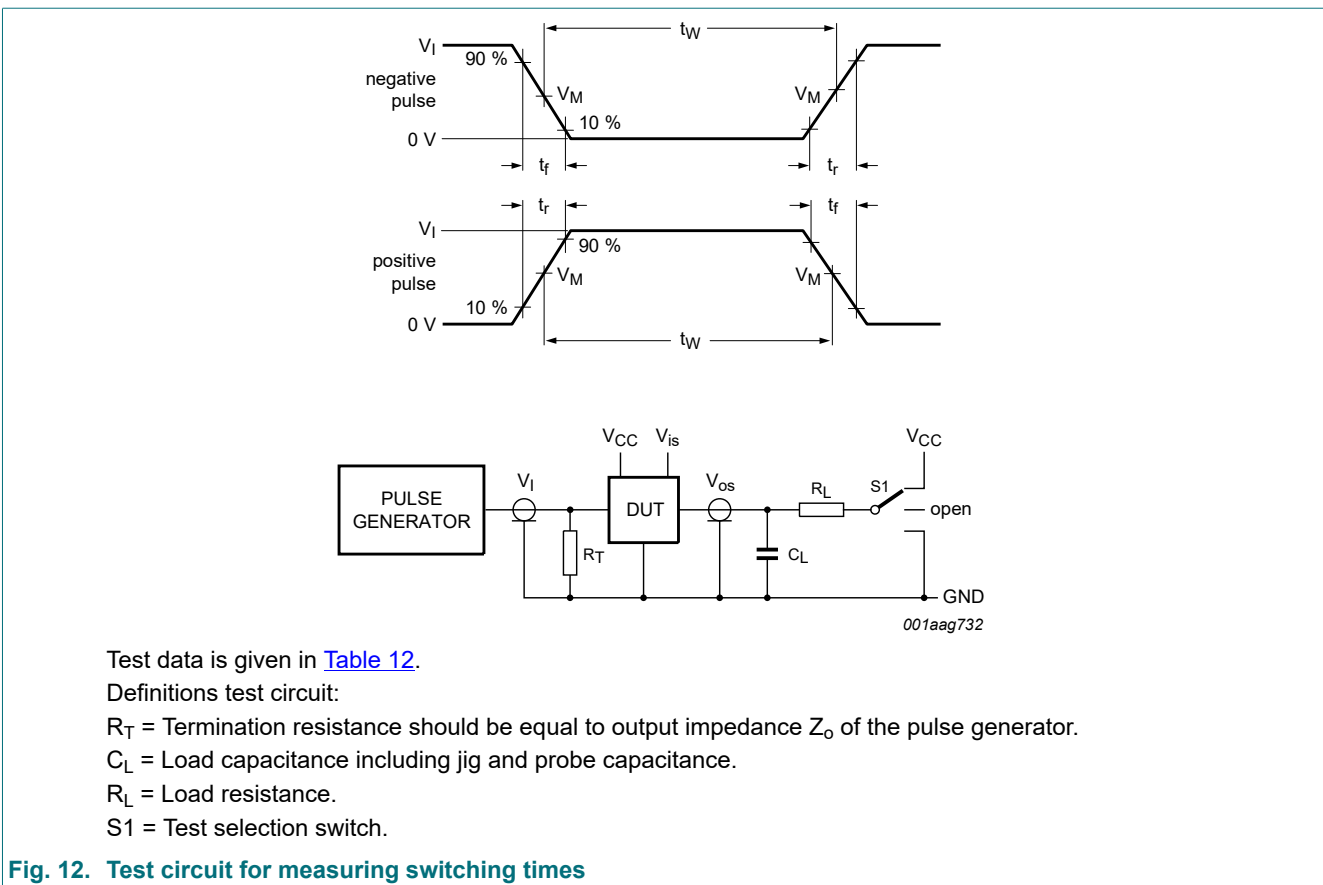 tW
VI
90 %
negative
pulse
VM
VM
10 %
0 V
tf
tr
tr
tf
VI
90 %
positive
pulse
VM
VM
10 %
0 V
tW
VCC
Vis
VCC
PULSE
GENERATOR
VI
DUT
Vos
RL
S1
open
RT
CL
GND
001aag732
Test data is given in Table 12.
Definitions test circuit:
RT = Termination resistance should be equal to output impedance Zo of the pulse generator.
CL = Load capacitance including jig and probe capacitance.
RL = Load resistance.
S1 = Test selection switch.
Fig. 12. Test circuit for measuring switching times